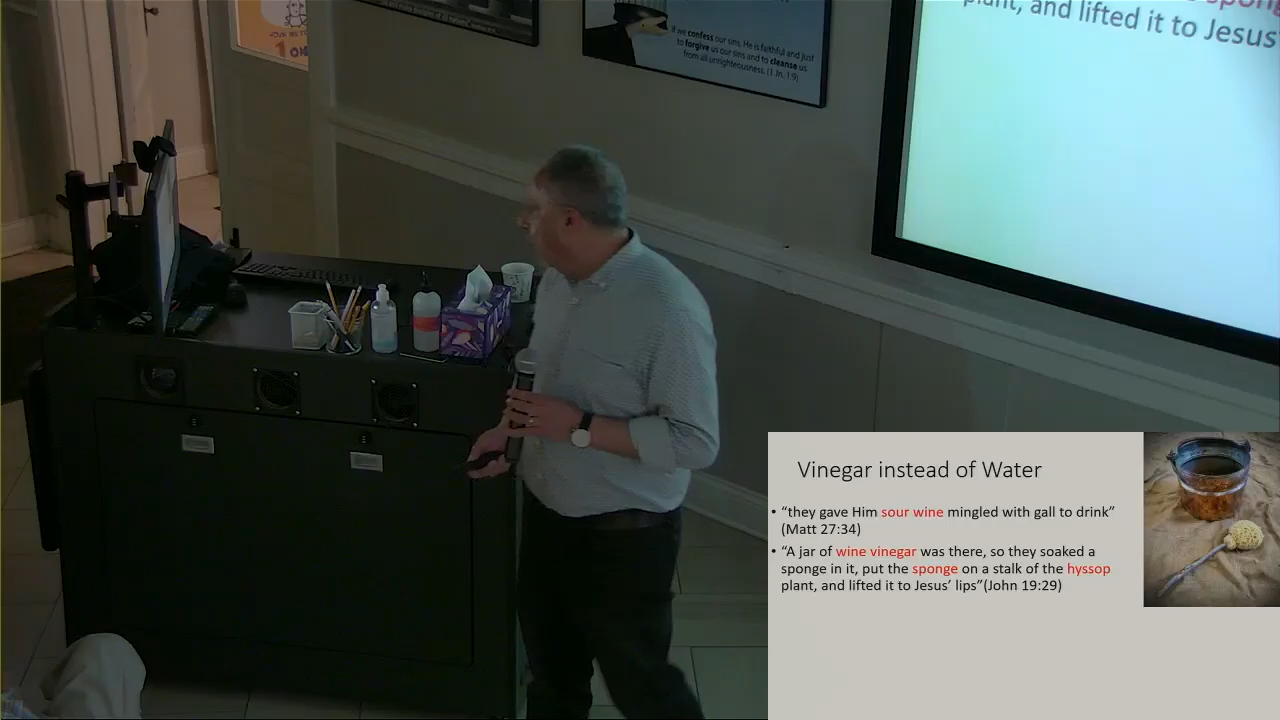 If we confess our sins, He is faithful and just
to forgive us our sins and to cleanse us
from all unrighteousness. (1 Jn. 1:9)
plant, and lifted it to Jesus'
Vinegar instead of Water
• “they gave Him sour wine mingled with gall to drink”
(Matt 27:34)
• “A jar of wine vinegar was there, so they soaked a
sponge in it, put the sponge on a stalk of the hyssop
plant, and lifted it to Jesus’ lips”(John 19:29)